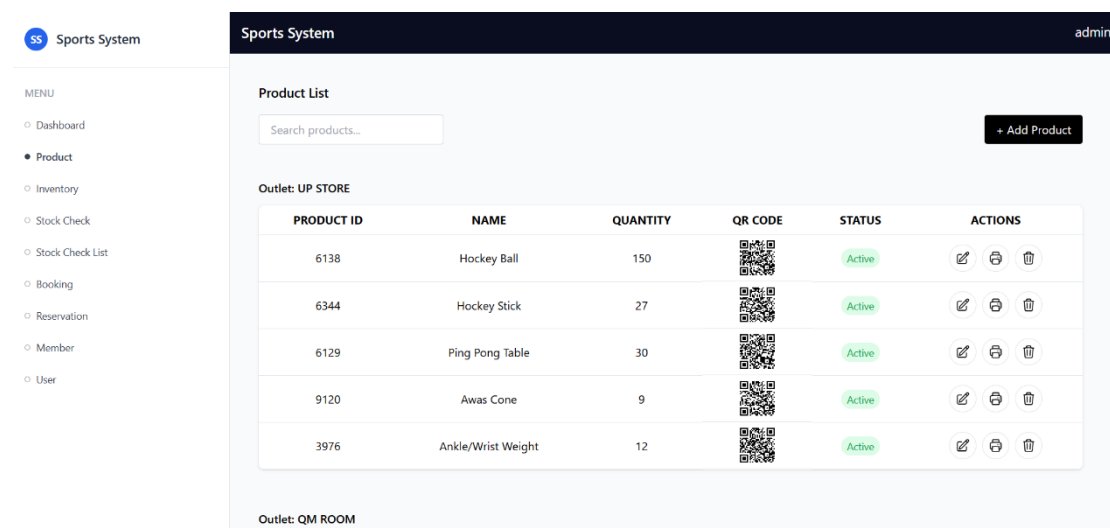 SS Sports System
Sports System
admin
MENU
Dashboard
Product
Inventory
Stock Check
Stock Check List
Booking
Reservation
Member
User
Product List
Search products...
+ Add Product
Outlet: UP STORE
PRODUCT ID NAME QUANTITY QR CODE STATUS ACTIONS
6138 Hockey Ball 150 Active
6344 Hockey Stick 27 Active
6129 Ping Pong Table 30 Active
9120 Awas Cone 9 Active
3976 Ankle/Wrist Weight 12 Active
Outlet: QM ROOM